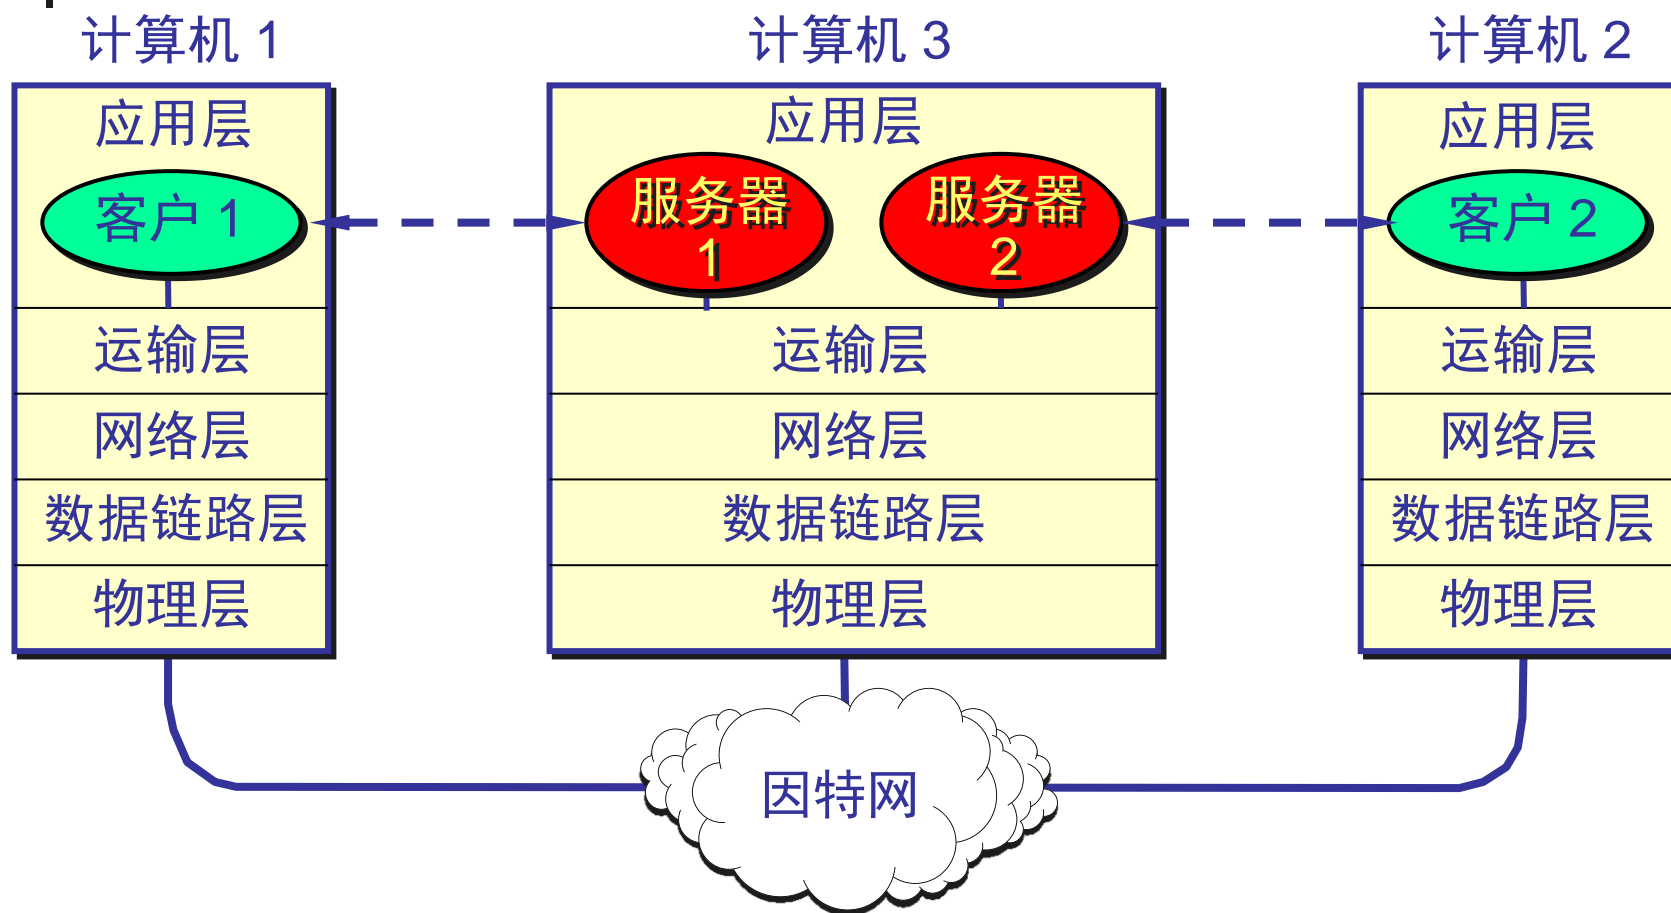 计算机 1
应用层
客户 1
运输层
网络层
数据链路层
物理层
计算机 3
应用层
服务器
1
服务器
2
运输层
网络层
数据链路层
物理层
计算机 2
应用层
客户 2
运输层
网络层
数据链路层
物理层
因特网